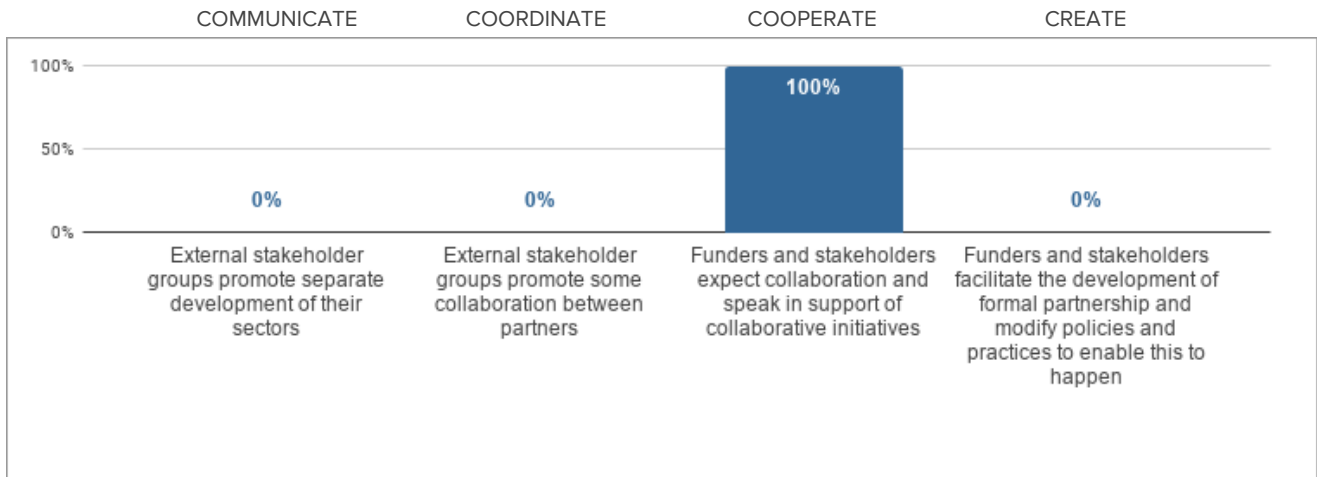 COMMUNICATE COORDINATE COOPERATE CREATE
100%
100%
50%
0% 0% 0%
0%
External stakeholder
groups promote separate
development of their
sectors
External stakeholder
groups promote some
collaboration between
partners
Funders and stakeholders
expect collaboration and
speak in support of
collaborative initiatives
Funders and stakeholders
facilitate the development of
formal partnership and
modify policies and
practices to enable this to
happen